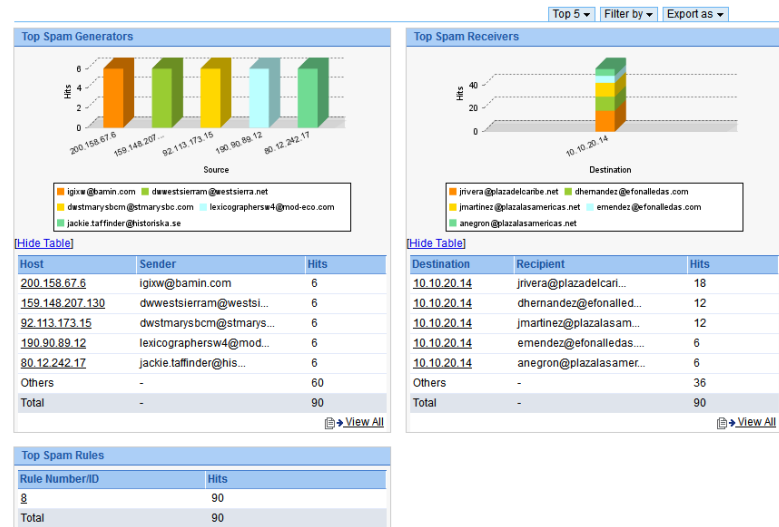 Top 5 Filter by Export as
Top Spam Generators
6
4
2
0
Hits
200.158.67.6
159.148.207...
92.113.173.15
190.90.89.12
80.12.242.17
Source
igixw@bamin.com dwwestsierram@westsierra.net
dwstmarysbcm@stmarysbc.com lexicographersw4@mod-eco.com
jackie.taffinder@historiska.se
[Hide Table]
Host Sender Hits
200.158.67.6 igixw@bamin.com 6
159.148.207.130 dwwestsierram@westsi... 6
92.113.173.15 dwstmarysbcm@stmarys... 6
190.90.89.12 lexicographersw4@mod... 6
80.12.242.17 jackie.taffinder@his... 6
Others - 60
Total - 90
View All
Top Spam Receivers
40
20
0
Hits
10.10.20.14
Destination
jrivera@plazadelcaribe.net dhernandez@efonalledas.com
jmartinez@plazalasamericas.net emendez@efonalledas.com
anegron@plazalasamericas.net
[Hide Table]
Destination Recipient Hits
10.10.20.14 jrivera@plazadelcari... 18
10.10.20.14 dhernandez@efonalled... 12
10.10.20.14 jmartinez@plazalasam... 12
10.10.20.14 emendez@efonalledas.... 6
10.10.20.14 anegron@plazalasamer... 6
Others - 36
Total - 90
View All
Top Spam Rules
Rule Number/ID Hits
8 90
Total 90